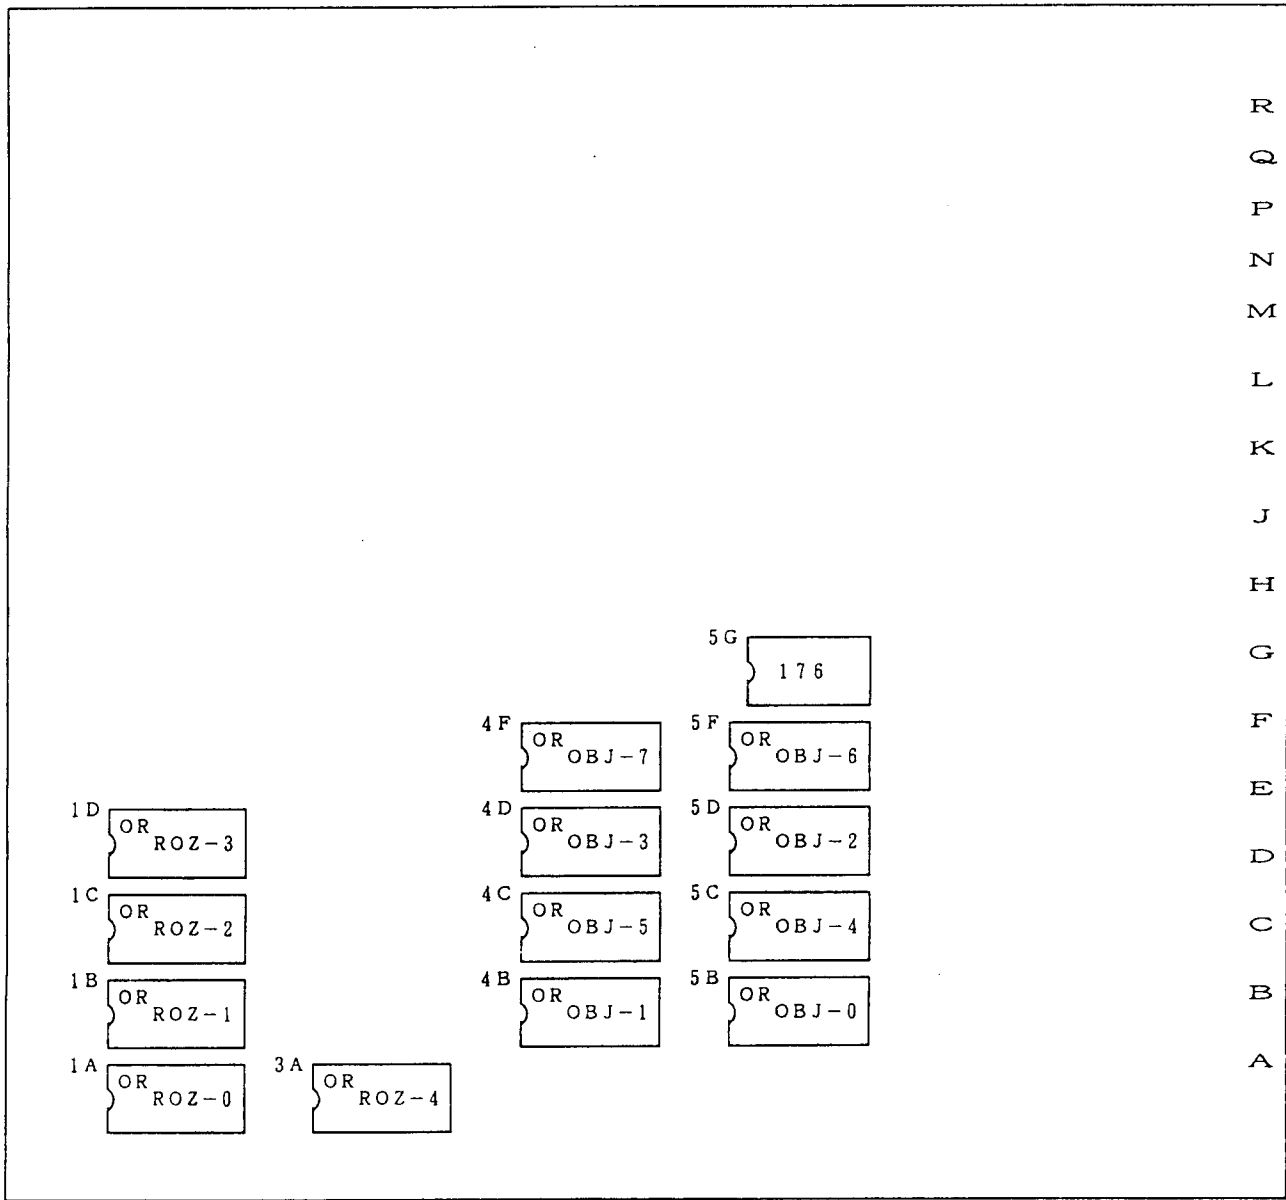 R
Q
P
N
M
L
K
J
H
5G
176
G
4F
OR
OBJ-7
5F
OR
OBJ-6
F
E
1D
OR
ROZ-3
4D
OR
OBJ-3
5D
OR
OBJ-2
D
1C
OR
ROZ-2
4C
OR
OBJ-5
5C
OR
OBJ-4
C
1B
OR
ROZ-1
4B
OR
OBJ-1
5B
OR
OBJ-0
B
1A
OR
ROZ-0
3A
OR
ROZ-4
A